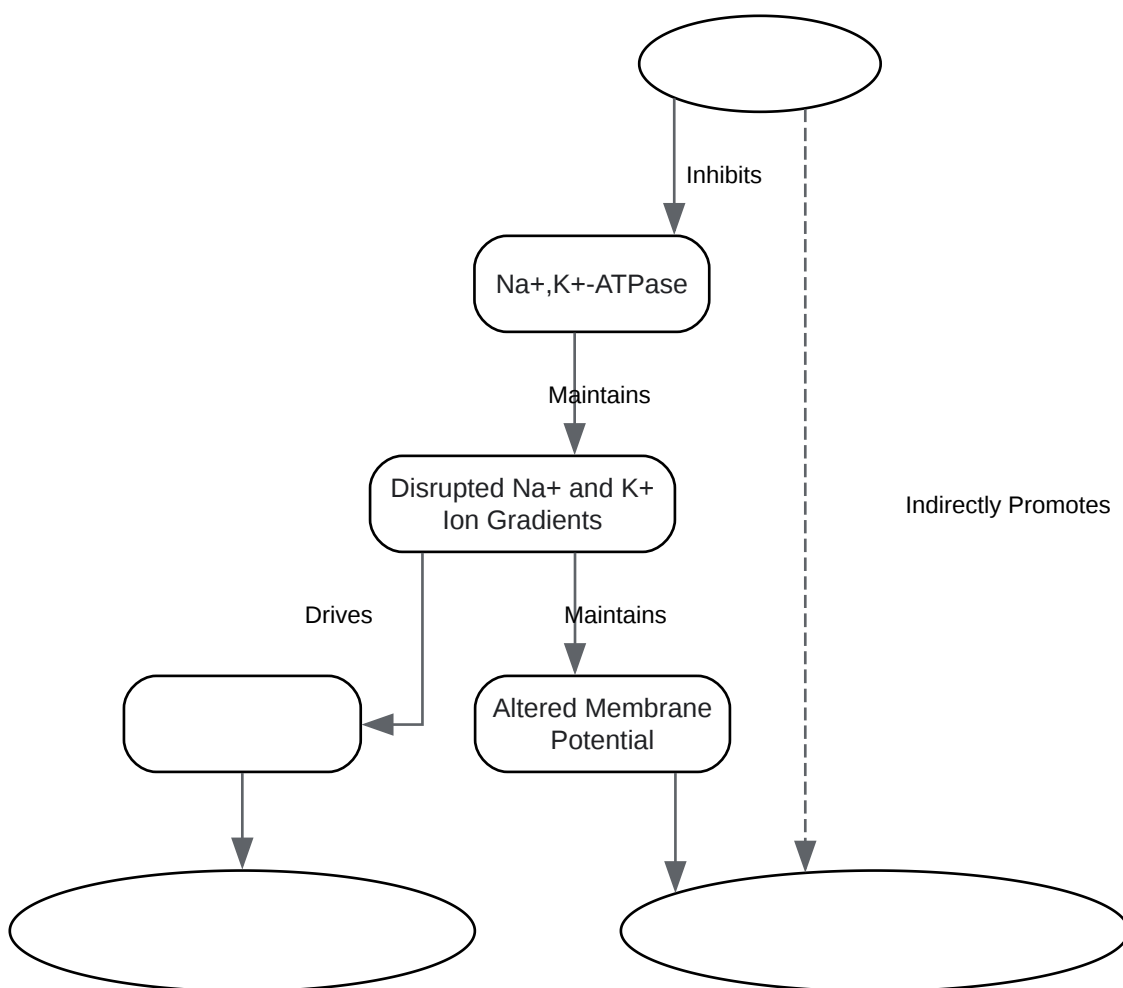 Inhibits
Na+,K+-ATPase
Maintains
Disrupted Na+ and K+
Ion Gradients
Indirectly Promotes
Drives
Maintains
Altered Membrane
Potential